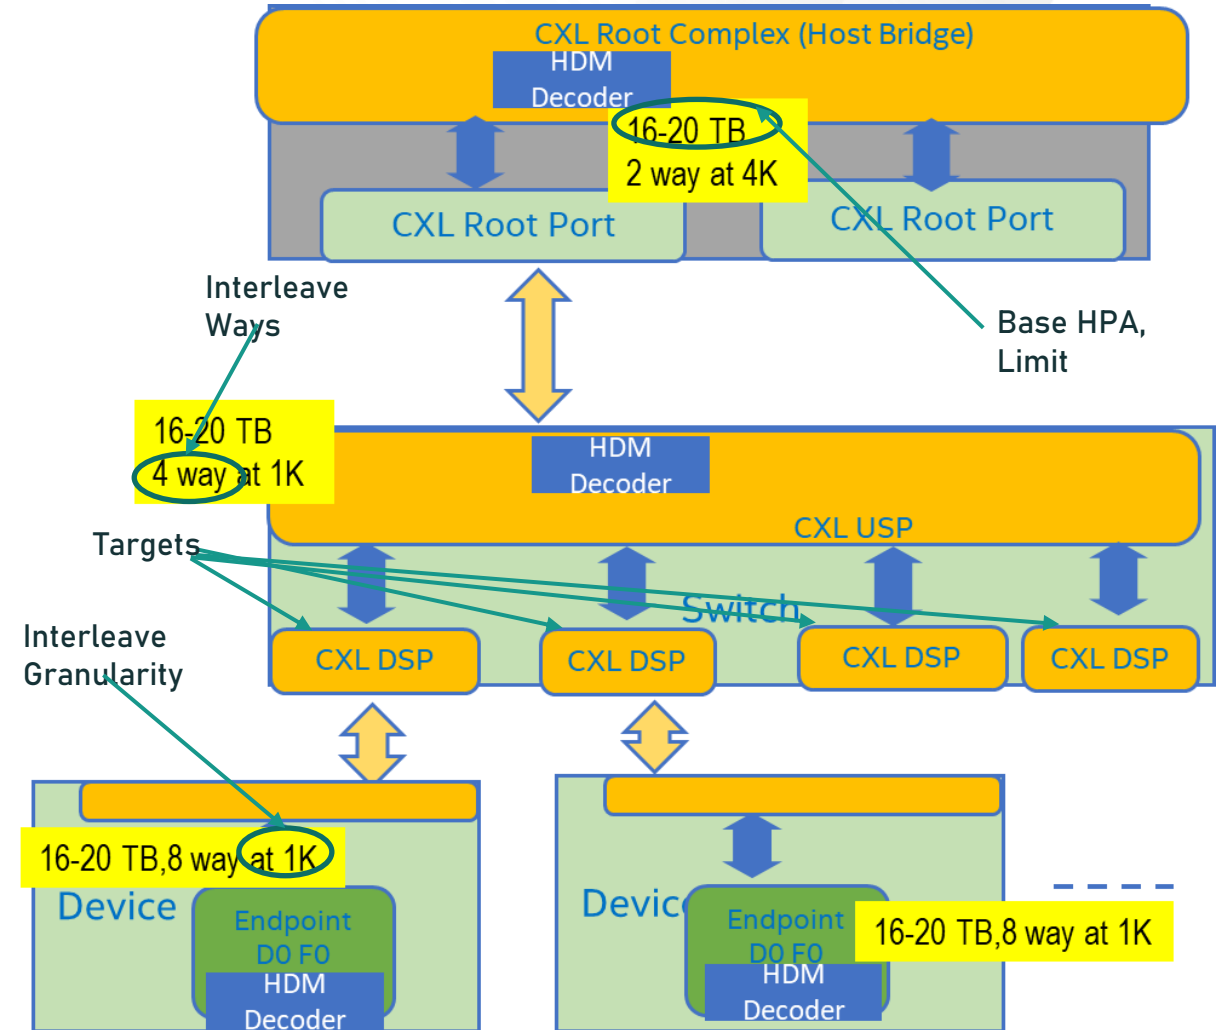 CXL Root Complex (Host Bridge)
HDM
Decoder
16-20 TB
2 way at 4K
CXL Root Port
CXL Root Port
Interleave
Ways
Base HPA,
Limit
16-20 TB
4 way at 1K
HDM
Decoder
CXL USP
Targets
Switch
Interleave
Granularity
CXL DSP
CXL DSP
CXL DSP
CXL DSP
16-20 TB,8 way at 1K
Device
Endpoint
D0 F0
HDM
Decoder
Device
Endpoint
D0 F0
HDM
Decoder
16-20 TB,8 way at 1K